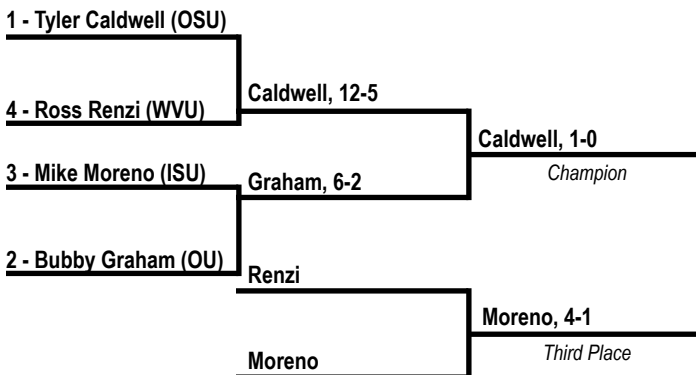 1 - Tyler Caldwell (OSU)
Caldwell, 12-5
4 - Ross Renzi (WVU)
Caldwell, 1-0
Champion
3 - Mike Moreno (ISU)
Graham, 6-2
2 - Bubby Graham (OU)
Renzi
Moreno, 4-1
Third Place
Moreno